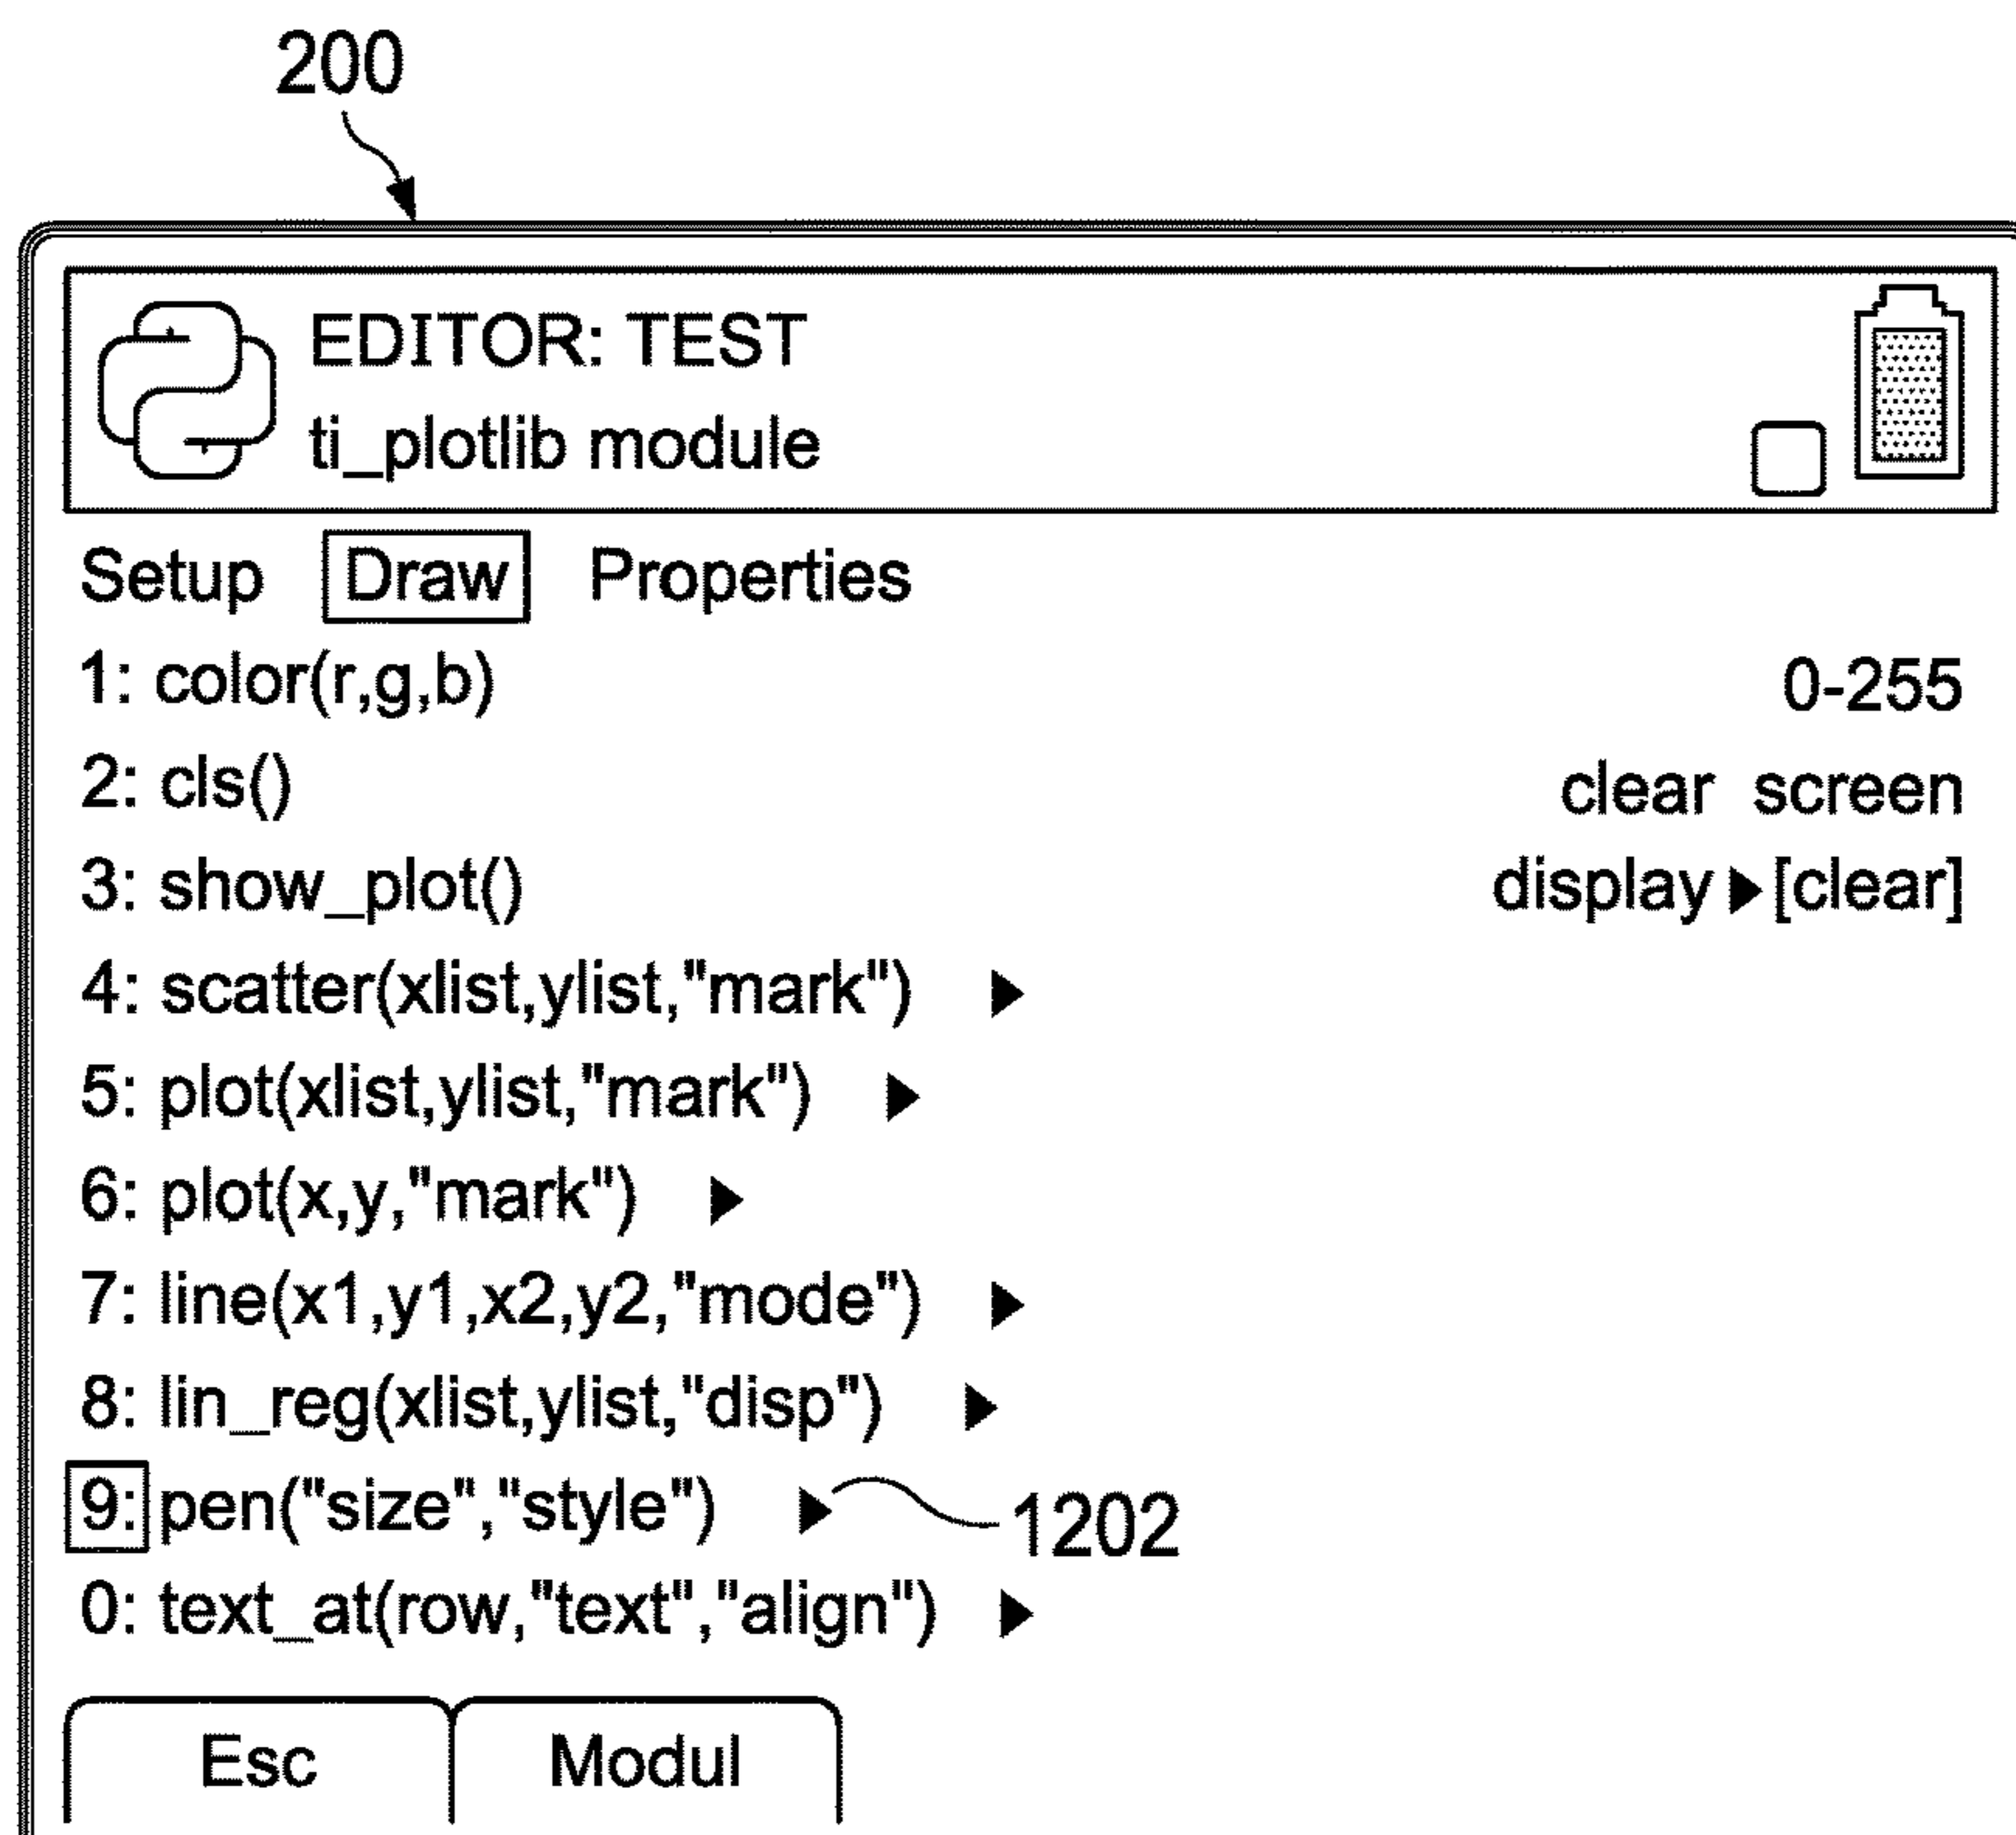 200
EDITOR: TEST
ti_plotlib module
Setup Draw Properties
1: color(r,g,b) 0-255
2: cls() clear screen
3: show_plot() display ▶ [clear]
4: scatter(xlist,ylist,"mark") ▶
5: plot(xlist,ylist,"mark") ▶
6: plot(x,y,"mark") ▶
7: line(x1,y1,x2,y2,"mode") ▶
8: lin_reg(xlist,ylist,"disp") ▶
9: pen("size","style") ▶ 1202
0: text_at(row,"text","align") ▶
Esc Modul